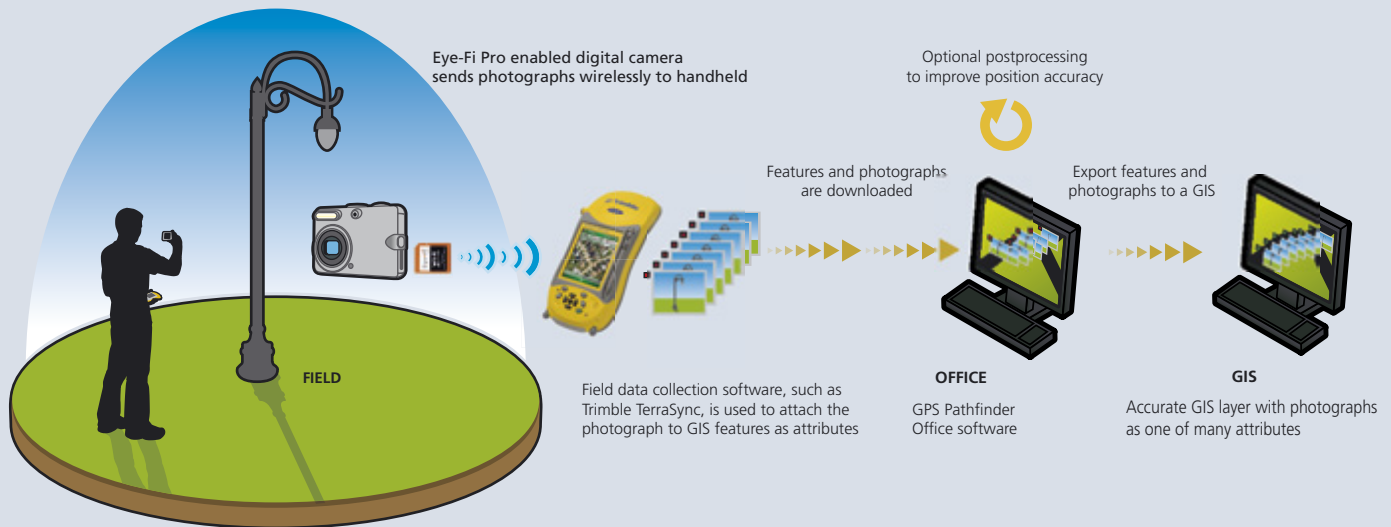 Eye-Fi Pro enabled digital camera
sends photographs wirelessly to handheld
Optional postprocessing
to improve position accuracy
Features and photographs
are downloaded
Export features and
photographs to a GIS
FIELD
Field data collection software, such as
Trimble TerraSync, is used to attach the
photograph to GIS features as attributes
OFFICE
GPS Pathfinder
Office software
GIS
Accurate GIS layer with photographs
as one of many attributes